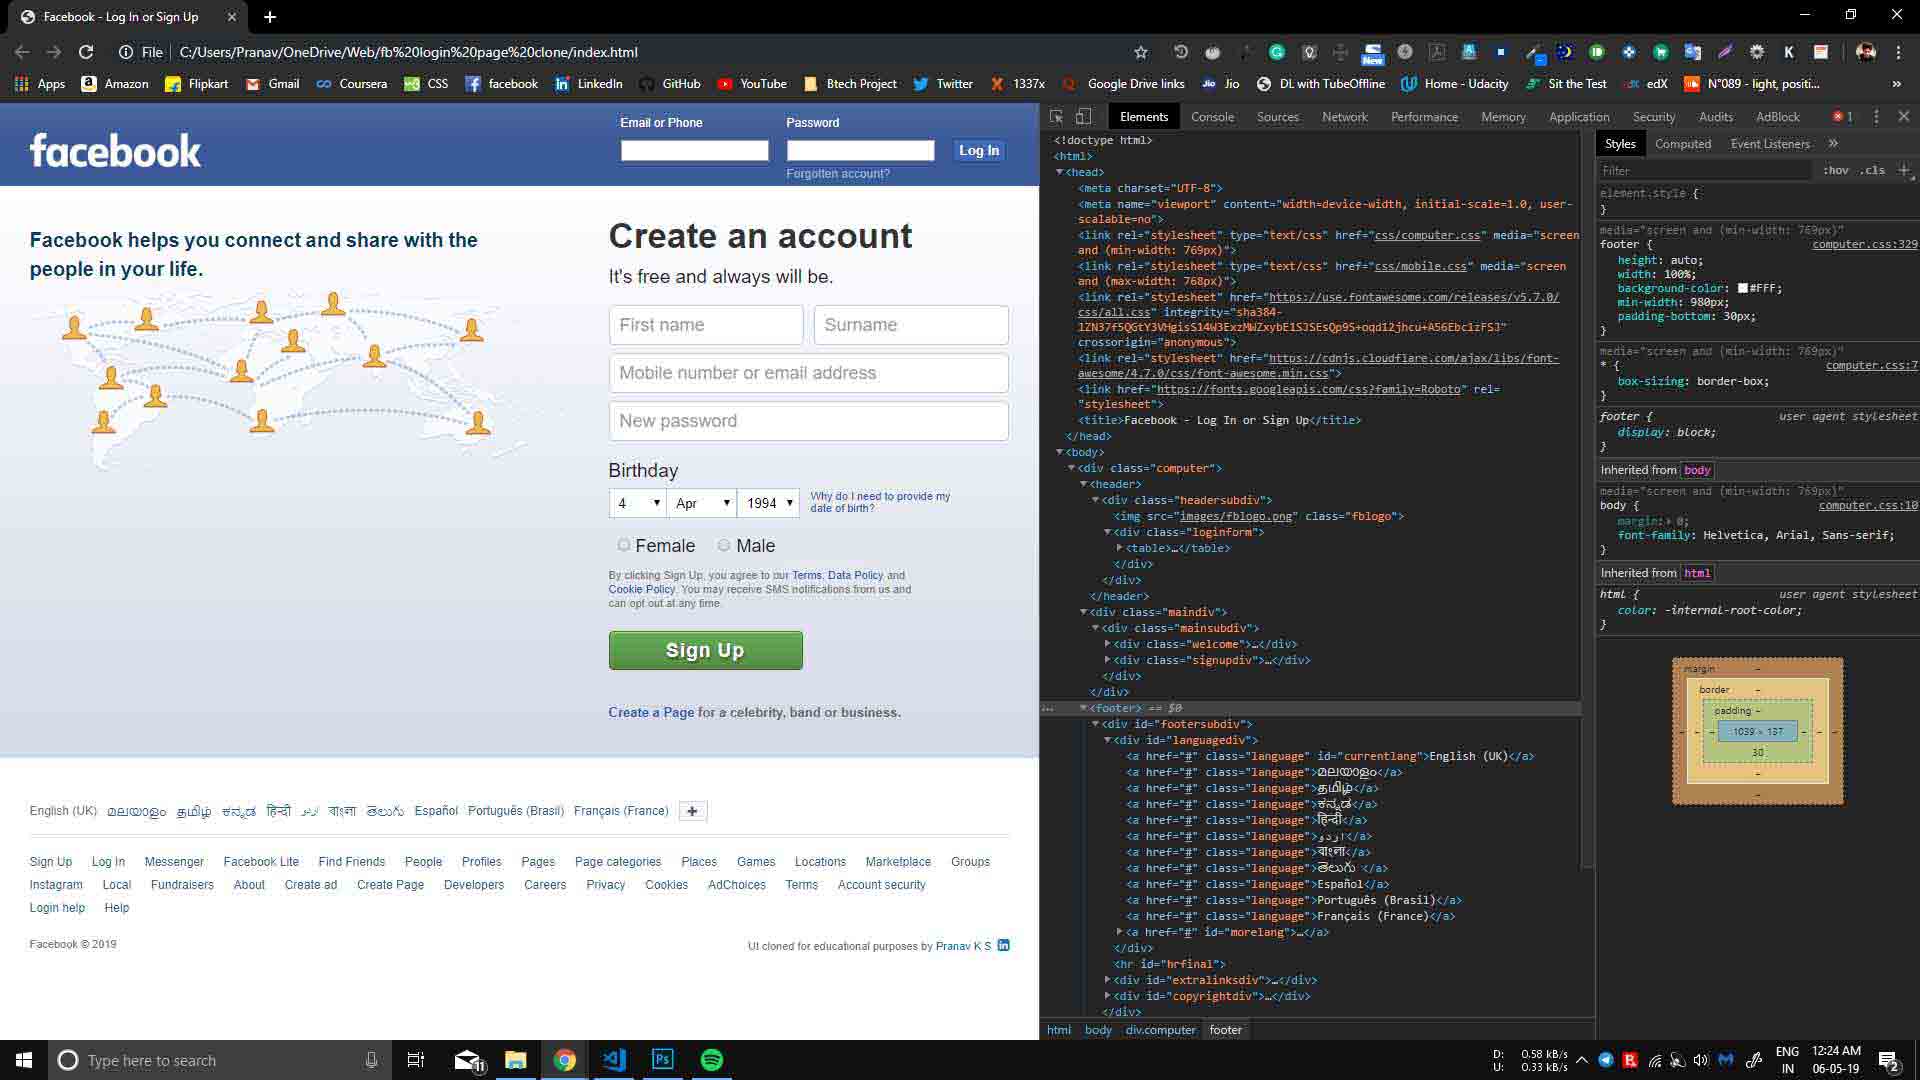 Facebook - Log In or Sign Up
File C:/Users/Pranav/OneDrive/Web/fb%20login%20page%20clone/index.html
New
Apps Amazon Flipkart Gmail Coursera CSS facebook LinkedIn GitHub YouTube Btech Project Twitter 1337x Google Drive links Jio DL with TubeOffline Home - Udacity Sit the Test edX N°089 - light, positi... »
facebook
Email or Phone Password
Log In
Forgotten account?
Facebook helps you connect and share with the
people in your life.
Create an account
It's free and always will be.
First name Surname
Mobile number or email address
New password
Birthday
4 Apr 1994
Why do I need to provide my
date of birth?
Female Male
By clicking Sign Up, you agree to our Terms, Data Policy and
Cookie Policy. You may receive SMS notifications from us and
can opt out at any time.
Sign Up
Create a Page for a celebrity, band or business.
English (UK) മലയാളം தமிழ் ಕನ್ನಡ हिन्दी اردو বাংলা తెలుగు Español Português (Brasil) Français (France) +
Sign Up Log In Messenger Facebook Lite Find Friends People Profiles Pages Page categories Places Games Locations Marketplace Groups
Instagram Local Fundraisers About Create ad Create Page Developers Careers Privacy Cookies AdChoices Terms Account security
Login help Help
Facebook © 2019
UI cloned for educational purposes by Pranav K S in
Elements Console Sources Network Performance Memory Application Security Audits AdBlock 1
<!doctype html>
<html>
<head>
<meta charset="UTF-8">
<meta name="viewport" content="width=device-width, initial-scale=1.0, user-
scalable=no">
<link rel="stylesheet" type="text/css" href="css/computer.css" media="screen
and (min-width: 769px)">
<link rel="stylesheet" type="text/css" href="css/mobile.css" media="screen
and (max-width: 768px)">
<link rel="stylesheet" href="https://use.fontawesome.com/releases/v5.7.0/
css/all.css" integrity="sha384-
crossorigin="anonymous">
<link rel="stylesheet" href="https://cdnjs.cloudflare.com/ajax/libs/font-
awesome/4.7.0/css/font-awesome.min.css">
<link href="https://fonts.googleapis.com/css?family=Roboto" rel=
"stylesheet">
<title>Facebook - Log In or Sign Up</title>
</head>
<body>
<div class="computer">
<header>
<div class="headersubdiv">
<img src="images/fblogo.png" class="fblogo">
<div class="loginform">
<table>…</table>
</div>
</div>
</header>
<div class="maindiv">
<div class="mainsubdiv">
<div class="welcome">…</div>
<div class="signupdiv">…</div>
</div>
</div>
<footer> == $0
<div id="footersubdiv">
<div id="languagediv">
<a href="#" class="language" id="currentlang">English (UK)</a>
<a href="#" class="language">മലയാളം</a>
<a href="#" class="language">தமிழ்</a>
<a href="#" class="language">ಕನ್ನಡ</a>
<a href="#" class="language">हिन्दी</a>
<a href="#" class="language">اردو</a>
<a href="#" class="language">বাংলা</a>
<a href="#" class="language">తెలుగు </a>
<a href="#" class="language">Español</a>
<a href="#" class="language">Português (Brasil)</a>
<a href="#" class="language">Français (France)</a>
<a href="#" id="morelang">…</a>
</div>
<hr id="hrfinal">
<div id="extralinksdiv">…</div>
<div id="copyrightdiv">…</div>
</div>
html body div.computer footer
Styles Computed Event Listeners »
Filter :hov .cls +
element.style {
}
media="screen and (min-width: 769px)"
footer { computer.css:329
height: auto;
width: 100%;
background-color: #FFF;
min-width: 980px;
padding-bottom: 30px;
}
media="screen and (min-width: 769px)"
* { computer.css:7
box-sizing: border-box;
}
footer { user agent stylesheet
display: block;
}
Inherited from body
media="screen and (min-width: 769px)"
body { computer.css:10
margin: 0;
font-family: Helvetica, Arial, Sans-serif;
}
Inherited from html
html { user agent stylesheet
color: -internal-root-color;
}
margin -
border -
padding -
1039 × 137
30
-
-
Type here to search
11
Ps
D: 0.58 kB/s
U: 0.33 kB/s
ENG
IN
12:24 AM
06-05-19
2